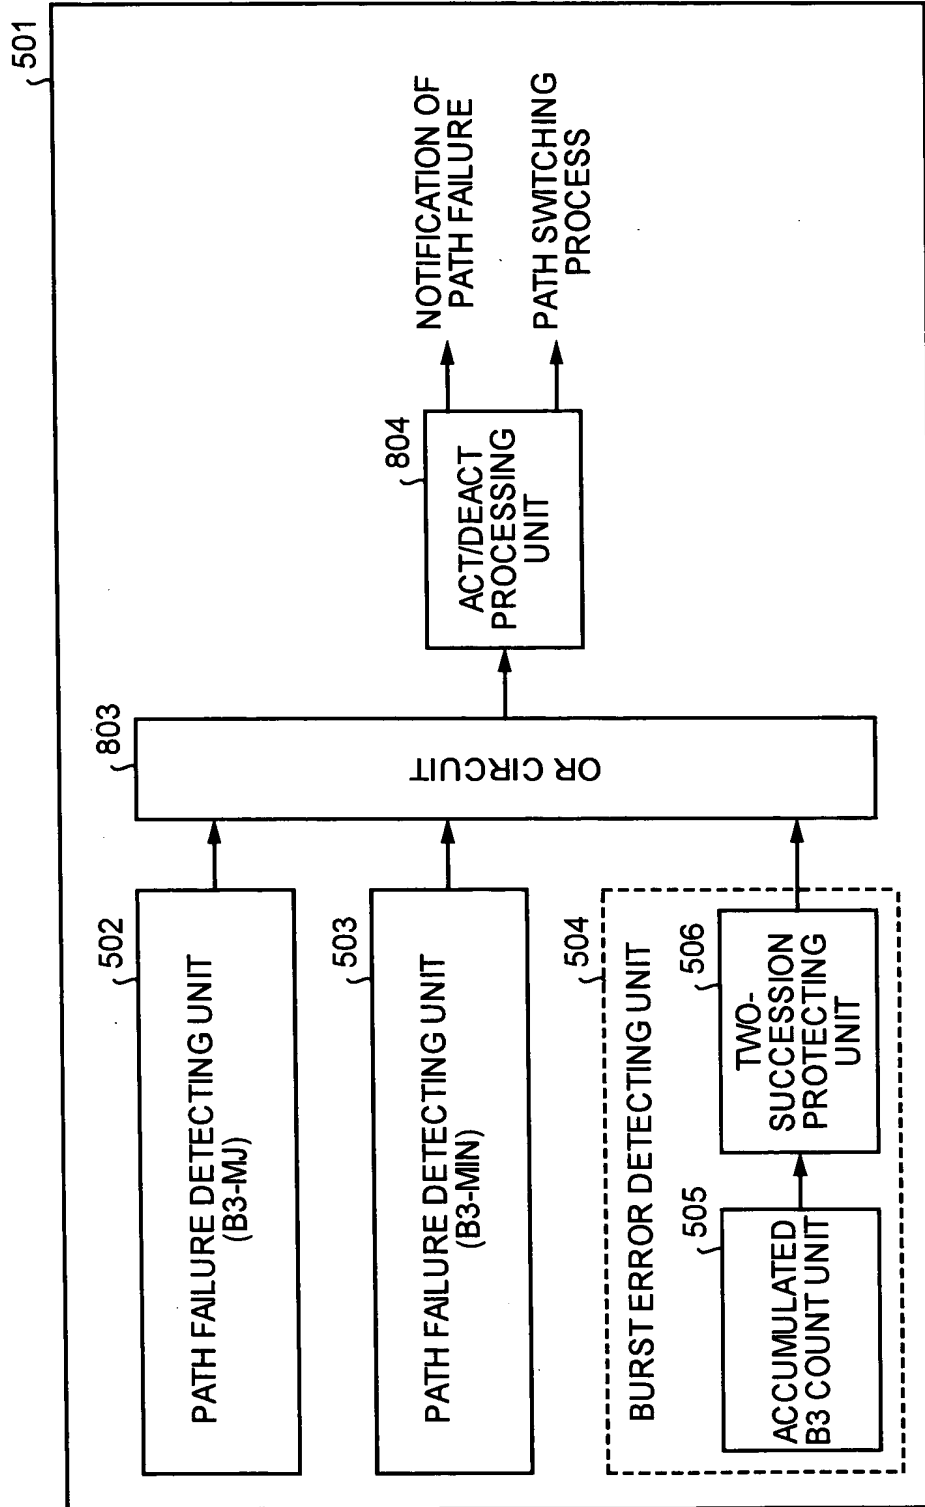 501
502
PATH FAILURE DETECTING UNIT
(B3-MJ)
503
PATH FAILURE DETECTING UNIT
(B3-MIN)
504
BURST ERROR DETECTING UNIT
505
ACCUMULATED
B3 COUNT UNIT
506
TWO-
SUCCESSION
PROTECTING
UNIT
803
OR CIRCUIT
804
ACT/DEACT
PROCESSING
UNIT
NOTIFICATION OF
PATH FAILURE
PATH SWITCHING
PROCESS